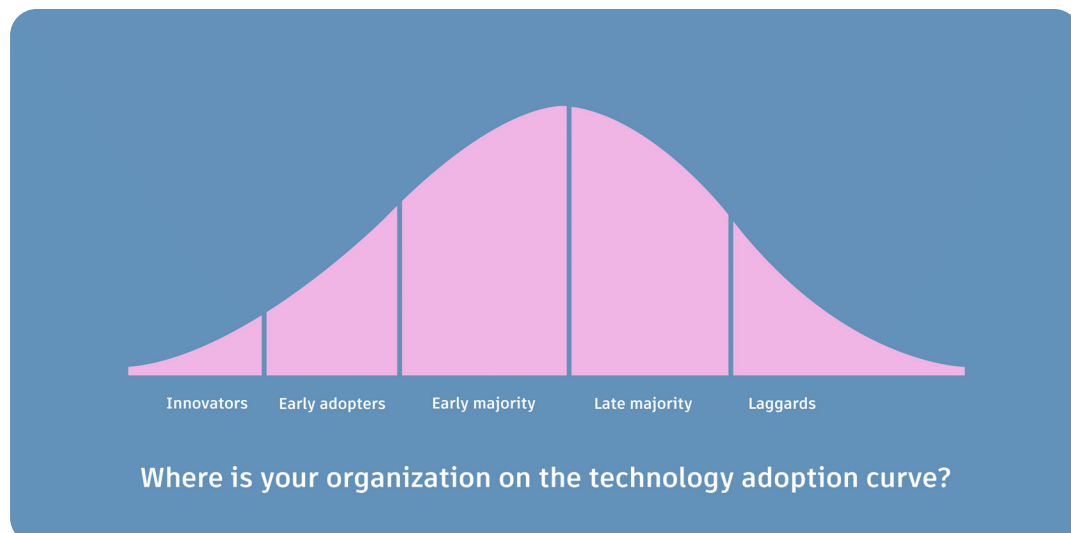 Innovators Early adopters Early majority Late majority Laggards
Where is your organization on the technology adoption curve?